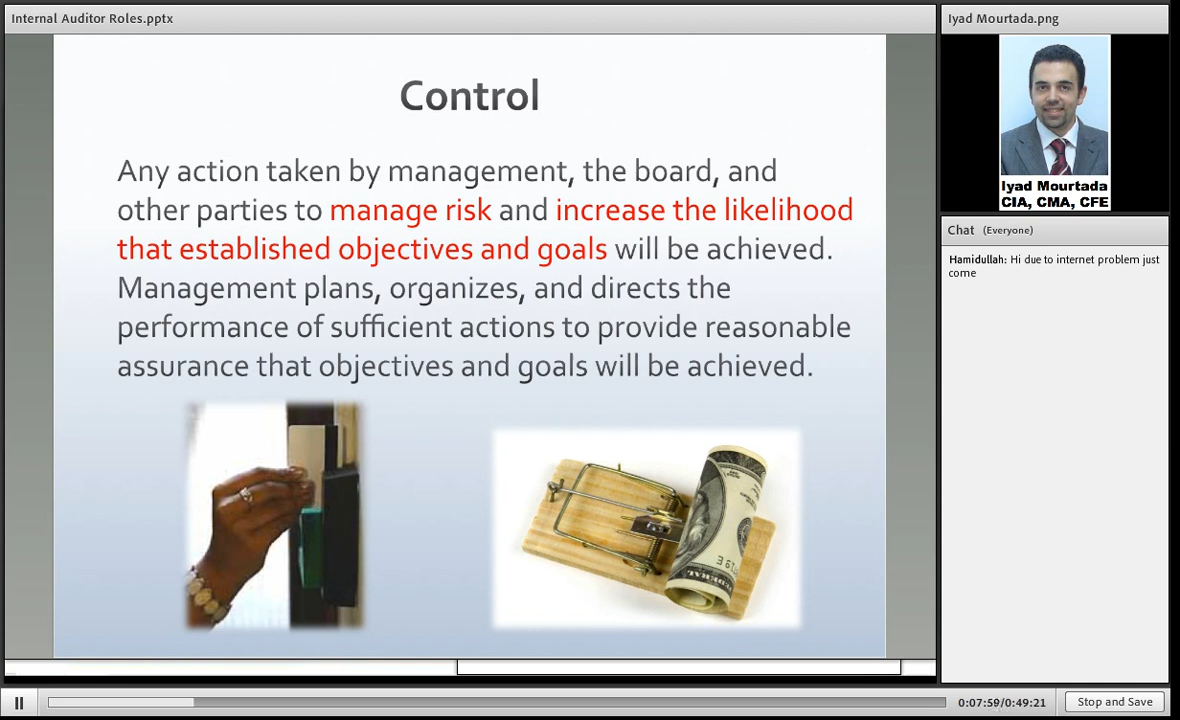 Internal Auditor Roles.pptx
Control
Any action taken by management, the board, and
other parties to manage risk and increase the likelihood
that established objectives and goals will be achieved.
Management plans, organizes, and directs the
performance of sufficient actions to provide reasonable
assurance that objectives and goals will be achieved.
FEDERAL
Iyad Mourtada.png
Iyad Mourtada
CIA, CMA, CFE
Chat (Everyone)
Hamidullah: Hi due to internet problem just
come
0:07:59/0:49:21
Stop and Save